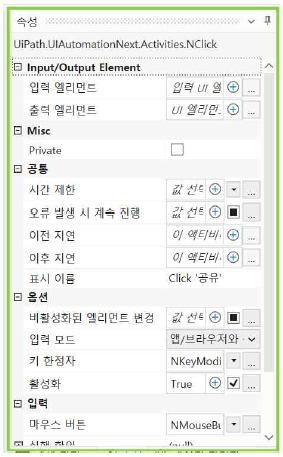 속성
UiPath.UIAutomationNext.Activities.NClick
Input/Output Element
입력 엘리먼트 입력 UI 엘
출력 엘리먼트 UI 엘리먼
Misc
Private
공통
시간 제한 값 선택 ...
오류 발생 시 계속 진행 값 선택 ...
이전 지연 이 액티비 ...
이후 지연 이 액티비 ...
표시 이름 Click '공유'
옵션
비활성화된 엘리먼트 변경 값 선택 ...
입력 모드 앱/브라우저와
키 한정자 NKeyModi ...
활성화 True ...
입력
마우스 버튼 NMouseBu ...
(null)